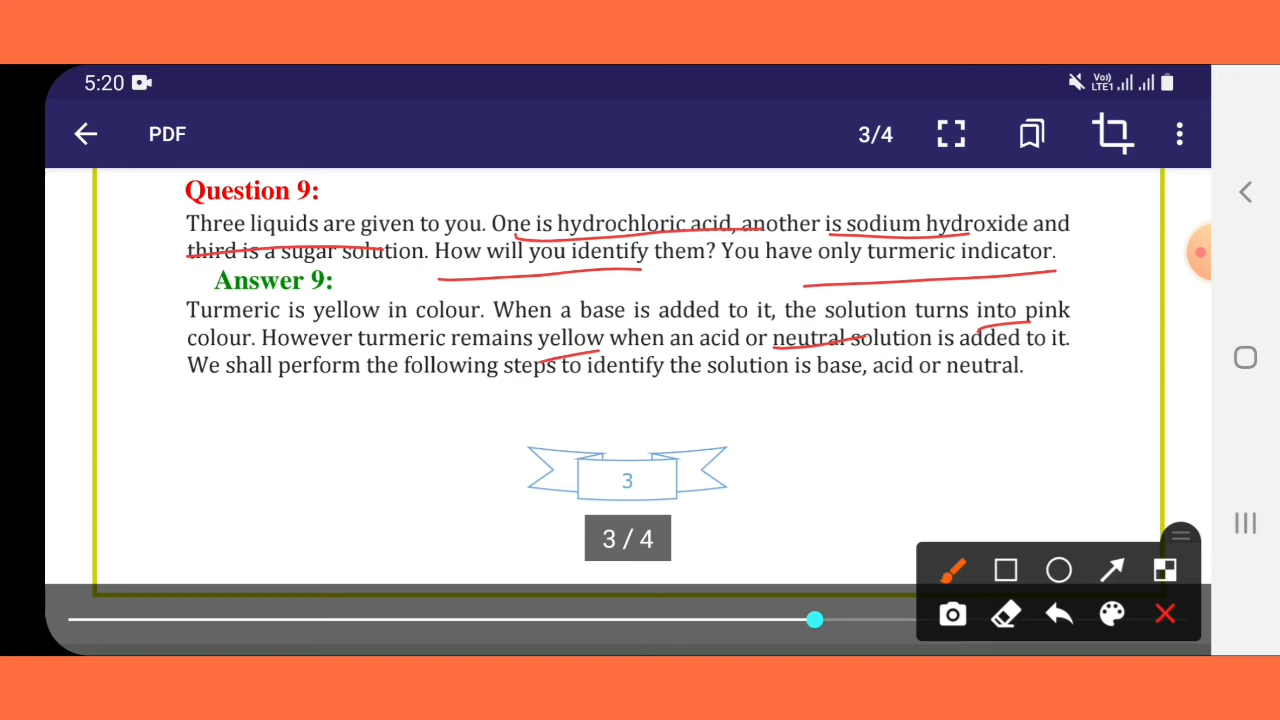 5:20
Vo)
LTE1
PDF
3/4
Question 9:
Three liquids are given to you. One is hydrochloric acid, another is sodium hydroxide and
third is a sugar solution. How will you identify them? You have only turmeric indicator.
Answer 9:
Turmeric is yellow in colour. When a base is added to it, the solution turns into pink
colour. However turmeric remains yellow when an acid or neutral solution is added to it.
We shall perform the following steps to identify the solution is base, acid or neutral.
3
3 / 4